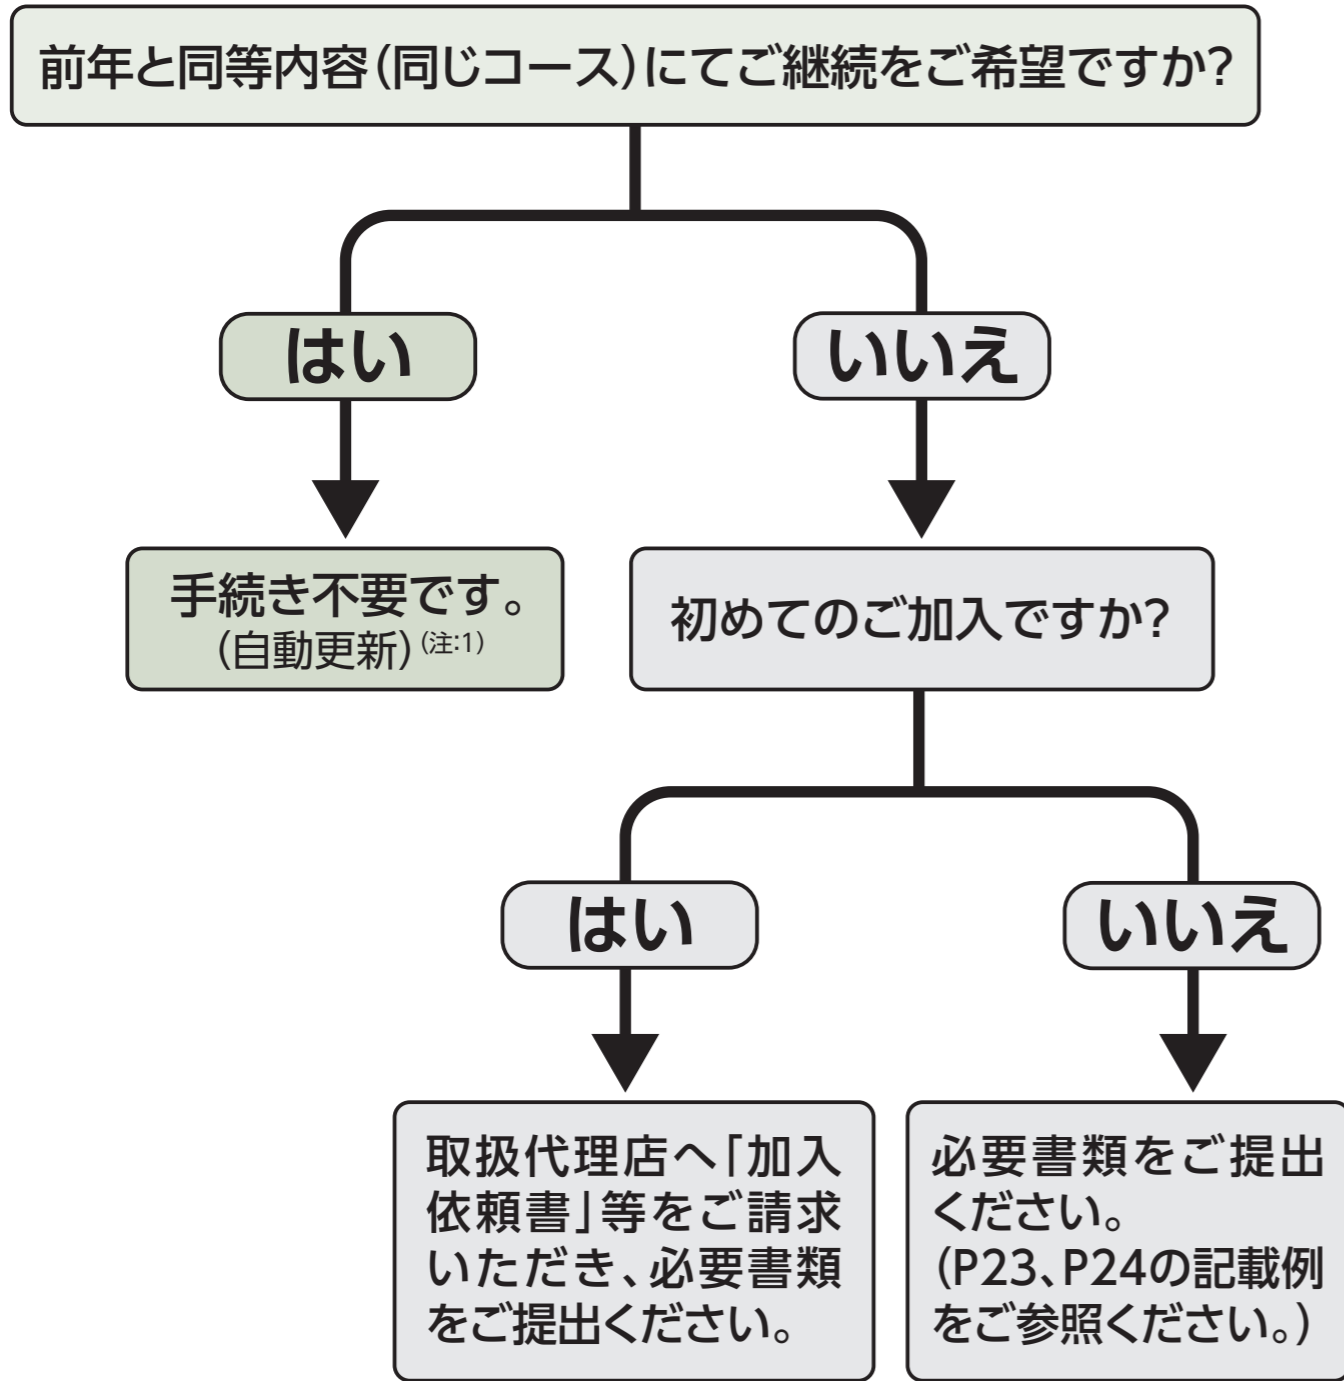 前年と同等内容(同じコース)にてご継続をご希望ですか?
はい
いいえ
手続き不要です。
(自動更新)(注:1)
初めてのご加入ですか?
はい
いいえ
取扱代理店へ「加入
依頼書」等をご請求
いただき、必要書類
をご提出ください。
必要書類をご提出
ください。
(P23、P24の記載例
をご参照ください。)